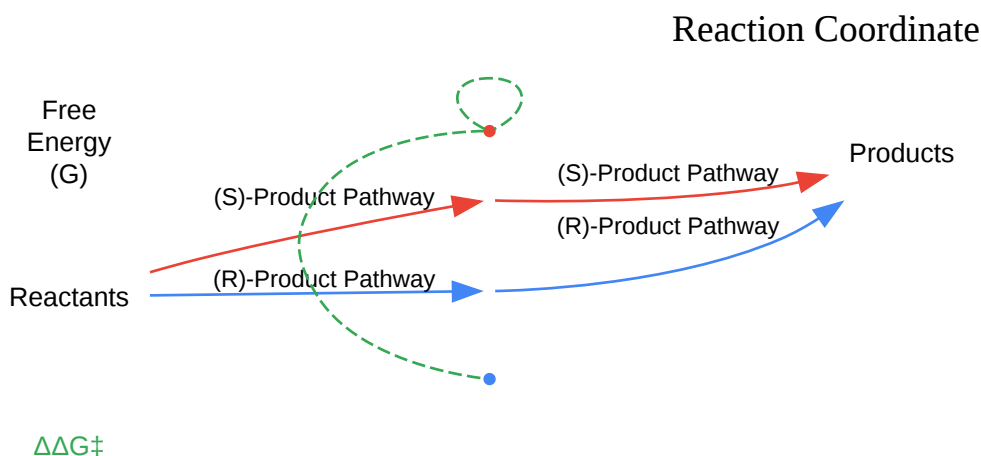 Reaction Coordinate
Free
Energy
(G)
Products
(S)-Product Pathway
(S)-Product Pathway
(R)-Product Pathway
(R)-Product Pathway
Reactants
ΔΔG‡